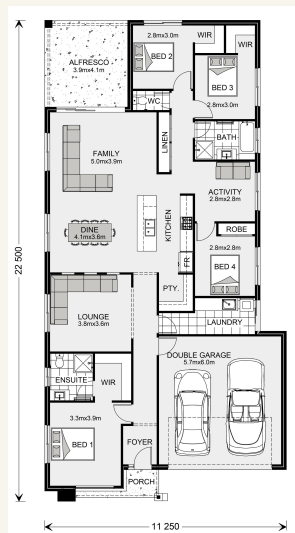 2.8mx3.0m
BED 2
WIR
WIR
ALFRESCO
3.9mx4.1m
BED 3
2.8mx3.0m
WC
LINEN
BATH
FAMILY
5.0mx3.9m
ACTIVITY
2.8mx2.8m
DINE
4.1mx3.6m
KITCHEN
ROBE
2.8mx2.8m
BED 4
FR.
PTY.
LOUNGE
3.8mx3.6m
LAUNDRY
DOUBLE GARAGE
5.7mx6.0m
ENSUITE
WIR
3.3mx3.9m
BED 1
FOYER
PORCH
22 500
11 250